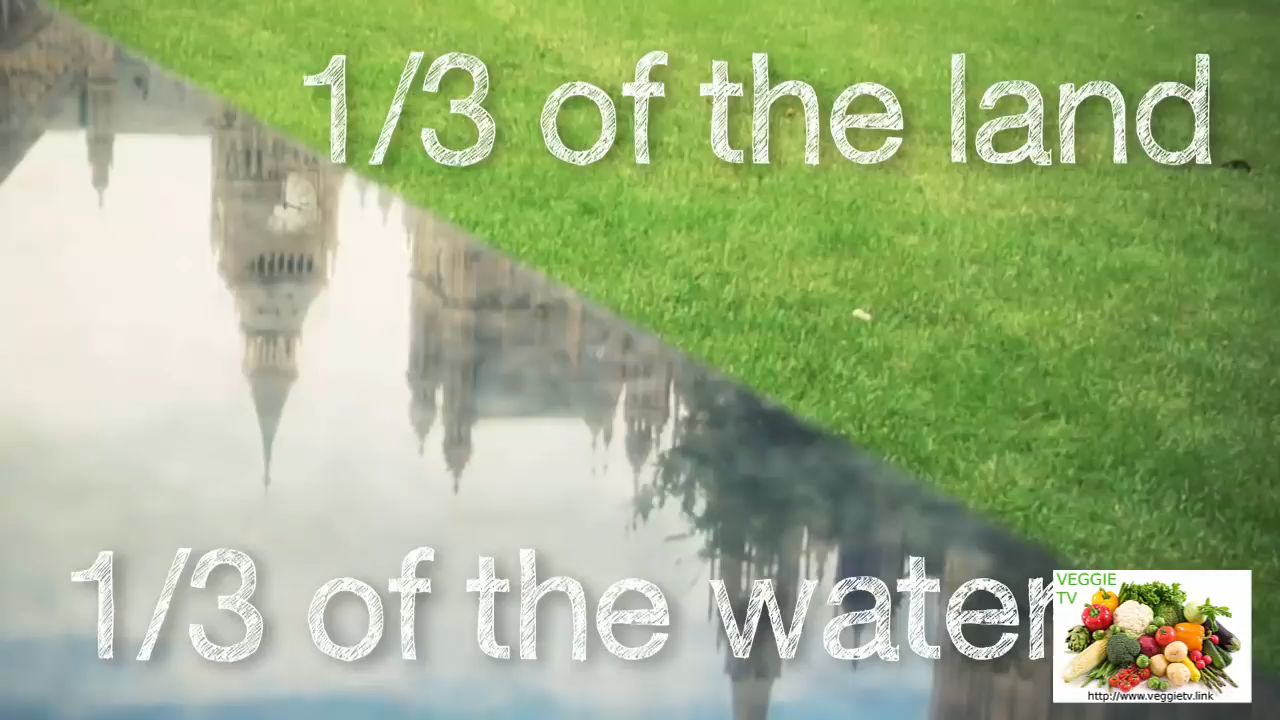 1/3 of the land
1/3 of the water
VEGGIE
TV
http://www.veggietv.link